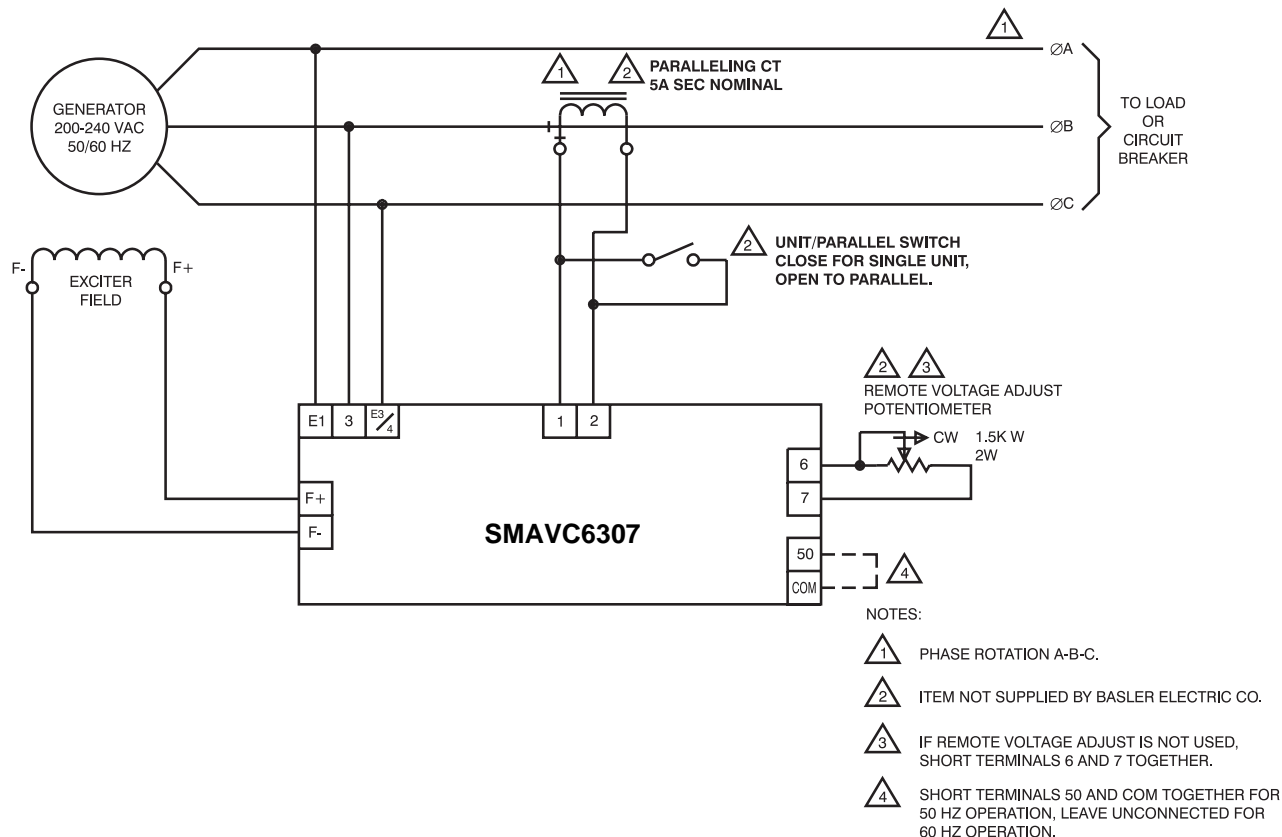 1
ØA
1
2
PARALLELING CT
5A SEC NOMINAL
GENERATOR
200-240 VAC
50/60 HZ
TO LOAD
OR
CIRCUIT
BREAKER
ØB
ØC
2
UNIT/PARALLEL SWITCH
CLOSE FOR SINGLE UNIT,
OPEN TO PARALLEL.
F-
F+
EXCITER
FIELD
2
3
REMOTE VOLTAGE ADJUST
POTENTIOMETER
CW
1.5K W
2W
E1
3
E3/4
1
2
6
7
F+
F-
SMAVC6307
50
COM
4
NOTES:
1 PHASE ROTATION A-B-C.
2 ITEM NOT SUPPLIED BY BASLER ELECTRIC CO.
3 IF REMOTE VOLTAGE ADJUST IS NOT USED,
SHORT TERMINALS 6 AND 7 TOGETHER.
4 SHORT TERMINALS 50 AND COM TOGETHER FOR
50 HZ OPERATION, LEAVE UNCONNECTED FOR
60 HZ OPERATION.